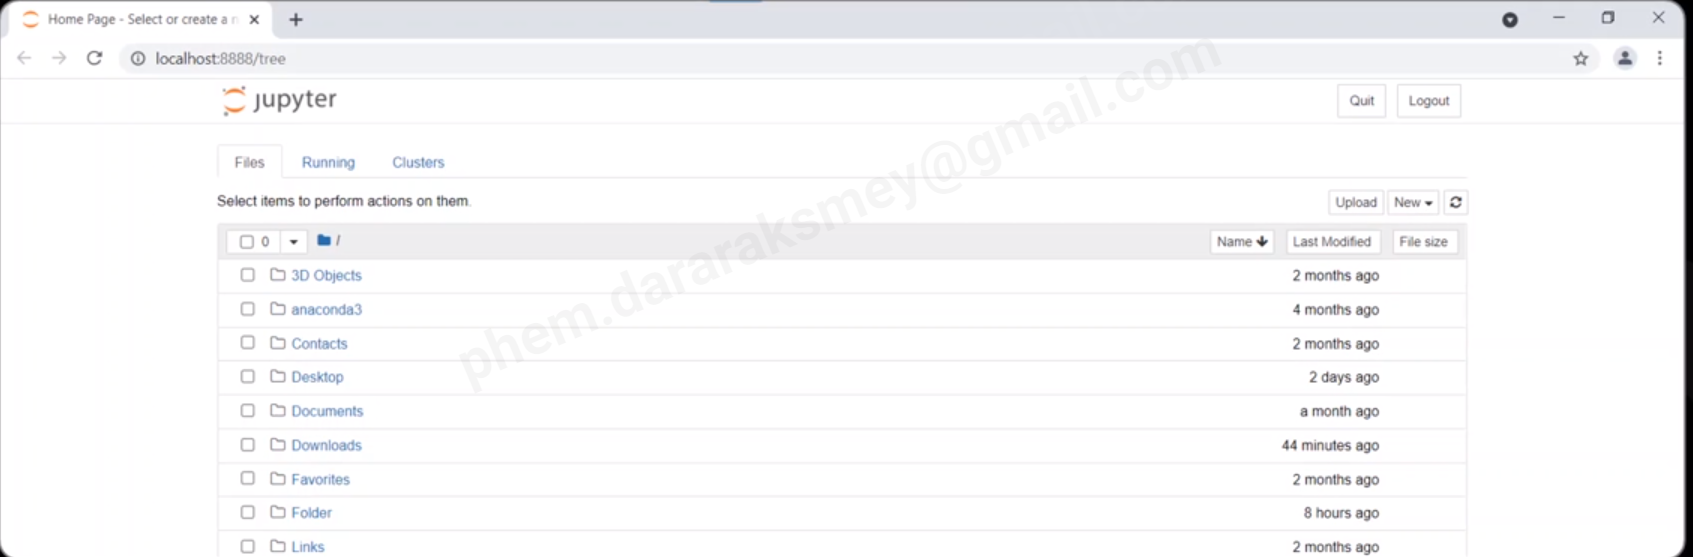 Home Page - Select or create a n
localhost:8888/tree
jupyter
Quit
Logout
Files
Running
Clusters
Select items to perform actions on them.
Upload
New
0
/
Name
Last Modified
File size
3D Objects
2 months ago
anaconda3
4 months ago
Contacts
2 months ago
Desktop
2 days ago
Documents
a month ago
Downloads
44 minutes ago
Favorites
2 months ago
Folder
8 hours ago
Links
2 months ago
phem.dararaksmey@gmail.com